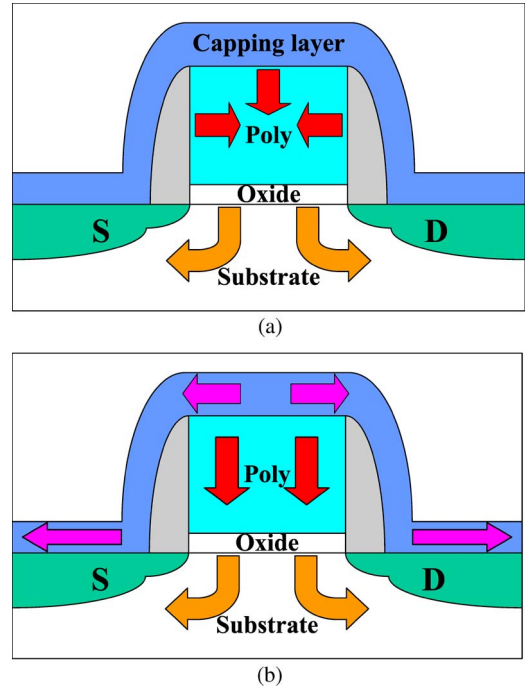 Capping layer
Poly
Oxide
S
D
Substrate
(a)
Poly
Oxide
S
D
Substrate
(b)